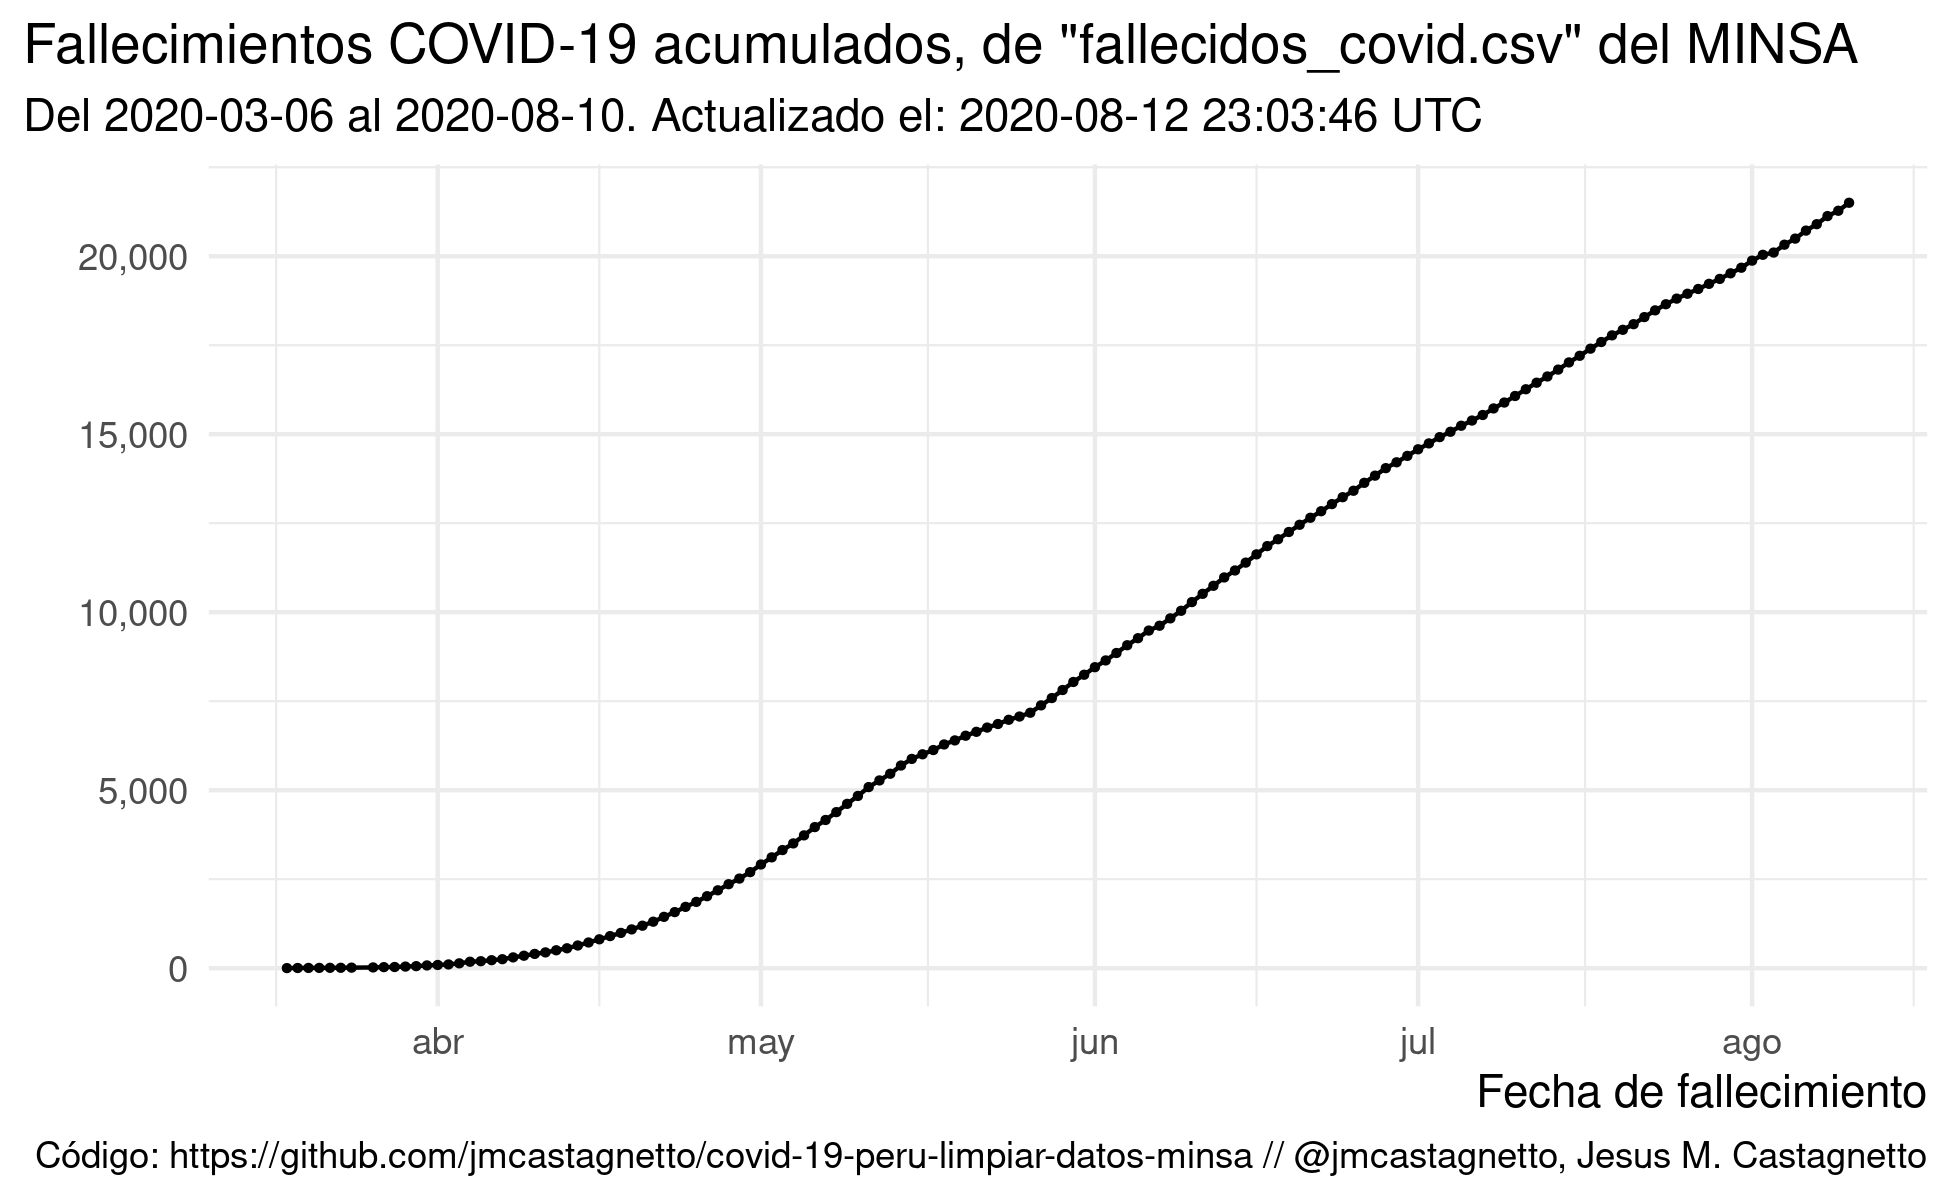 Fallecimientos COVID-19 acumulados, de "fallecidos_covid.csv" del MINSA
Del 2020-03-06 al 2020-08-10. Actualizado el: 2020-08-12 23:03:46 UTC
20,000
15,000
10,000
5,000
0
abr may jun jul ago
Fecha de fallecimiento
Código: https://github.com/jmcastagnetto/covid-19-peru-limpiar-datos-minsa // @jmcastagnetto, Jesus M. Castagnetto